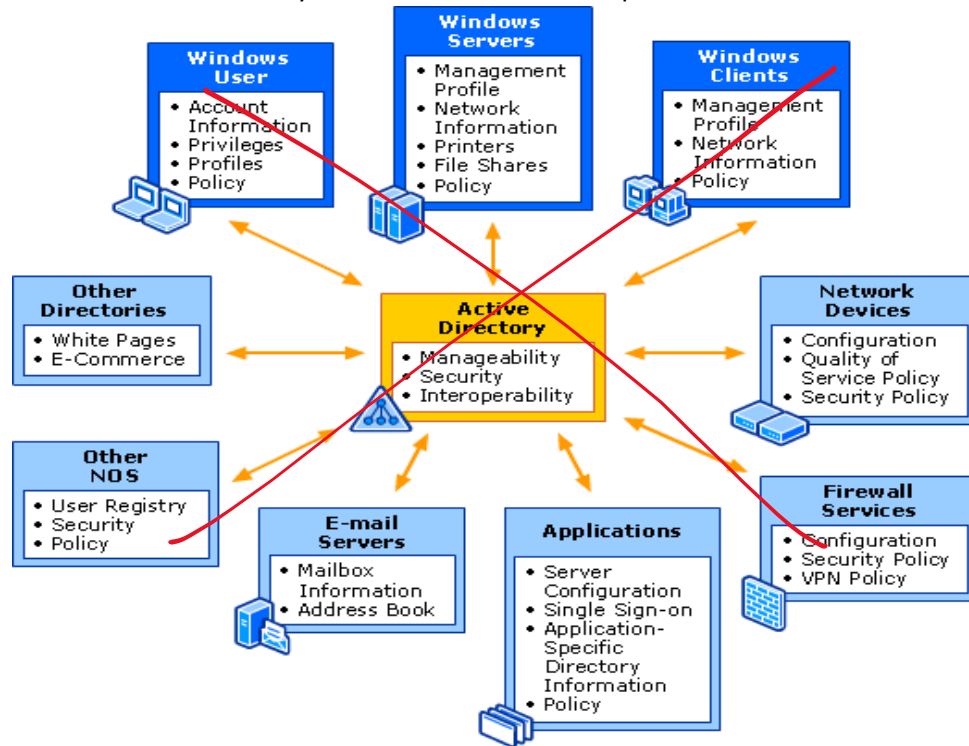 Windows
User
• Account
Information
• Privileges
• Profiles
• Policy
Windows
Servers
• Management
Profile
• Network
Information
• Printers
• File Shares
• Policy
Windows
Clients
• Management
Profile
• Network
Information
• Policy
Other
Directories
• White Pages
• E-Commerce
Active
Directory
• Manageability
• Security
• Interoperability
Network
Devices
• Configuration
• Quality of
Service Policy
• Security Policy
Other
NOS
• User Registry
• Security
• Policy
E-mail
Servers
• Mailbox
Information
• Address Book
Applications
• Server
Configuration
• Single Sign-on
• Application-
Specific
Directory
Information
• Policy
Firewall
Services
• Configuration
• Security Policy
• VPN Policy